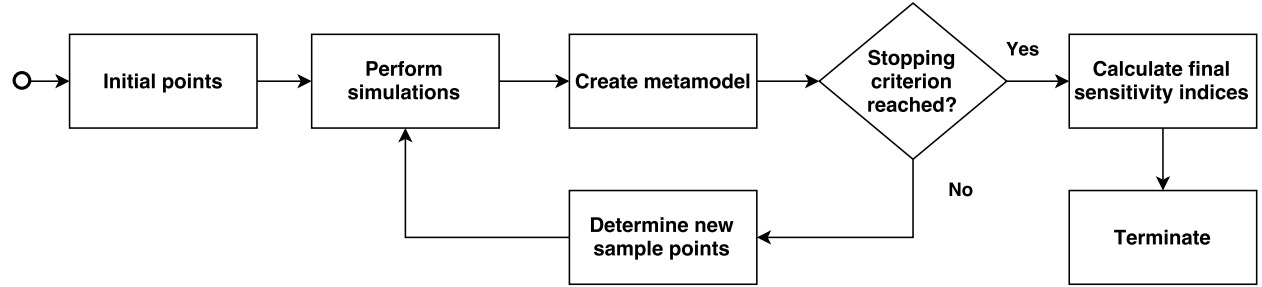 Initial points
Perform
simulations
Create metamodel
Stopping
criterion
reached?
Yes
Calculate final
sensitivity indices
No
Determine new
sample points
Terminate